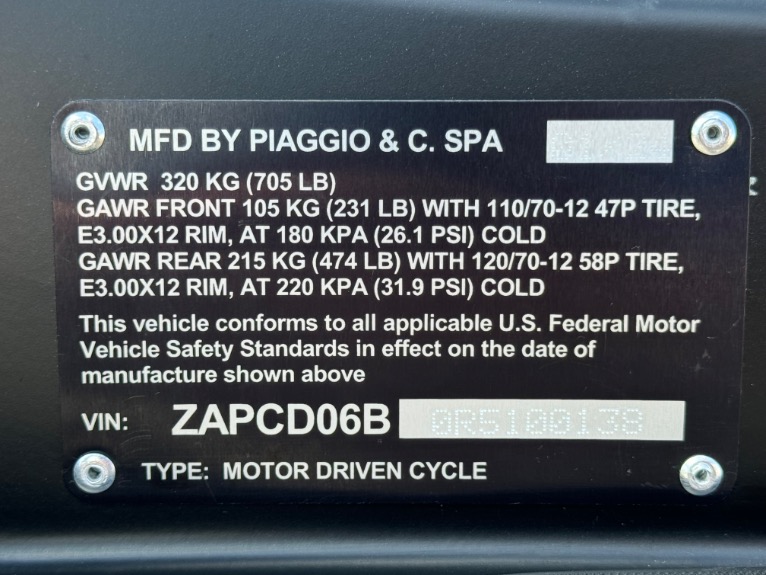 MFD BY PIAGGIO & C. SPA
GVWR 320 KG (705 LB)
GAWR FRONT 105 KG (231 LB) WITH 110/70-12 47P TIRE,
E3.00X12 RIM, AT 180 KPA (26.1 PSI) COLD
GAWR REAR 215 KG (474 LB) WITH 120/70-12 58P TIRE,
E3.00X12 RIM, AT 220 KPA (31.9 PSI) COLD
This vehicle conforms to all applicable U.S. Federal Motor
Vehicle Safety Standards in effect on the date of
manufacture shown above
VIN: ZAPCD06B 0R5100138
TYPE: MOTOR DRIVEN CYCLE